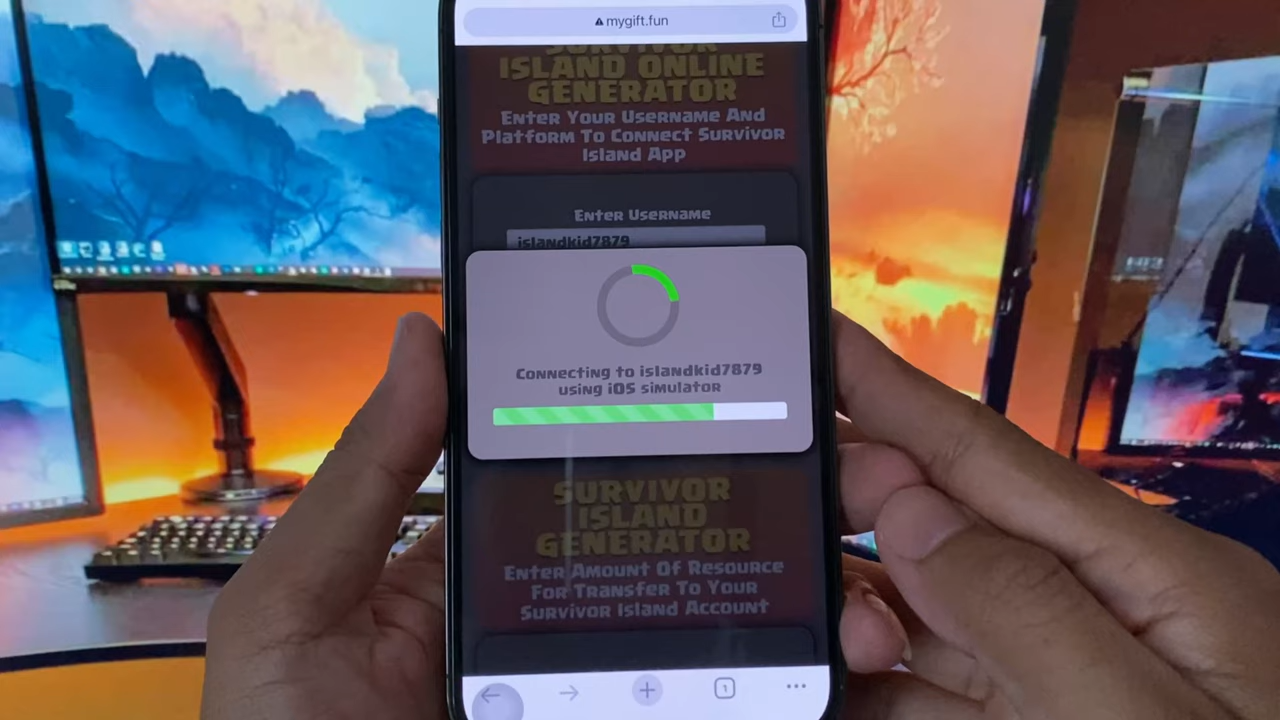 mygift.fun
SURVIVOR
ISLAND ONLINE
GENERATOR
Enter Your Username And
Platform To Connect Survivor
Island App
Enter Username
islandkid7879
Connecting to islandkid7879
using iOS simulator
SURVIVOR
ISLAND
GENERATOR
Enter Amount Of Resource
For Transfer To Your
Survivor Island Account
1